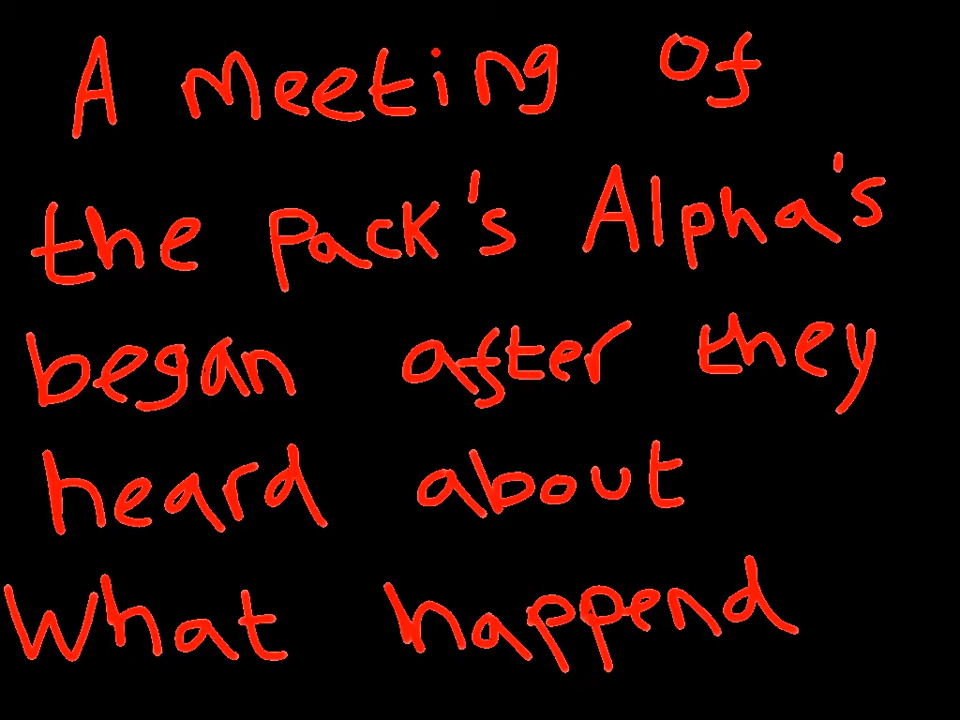 A meeting of
the pack's Alpha's
began after they
heard about
What happend